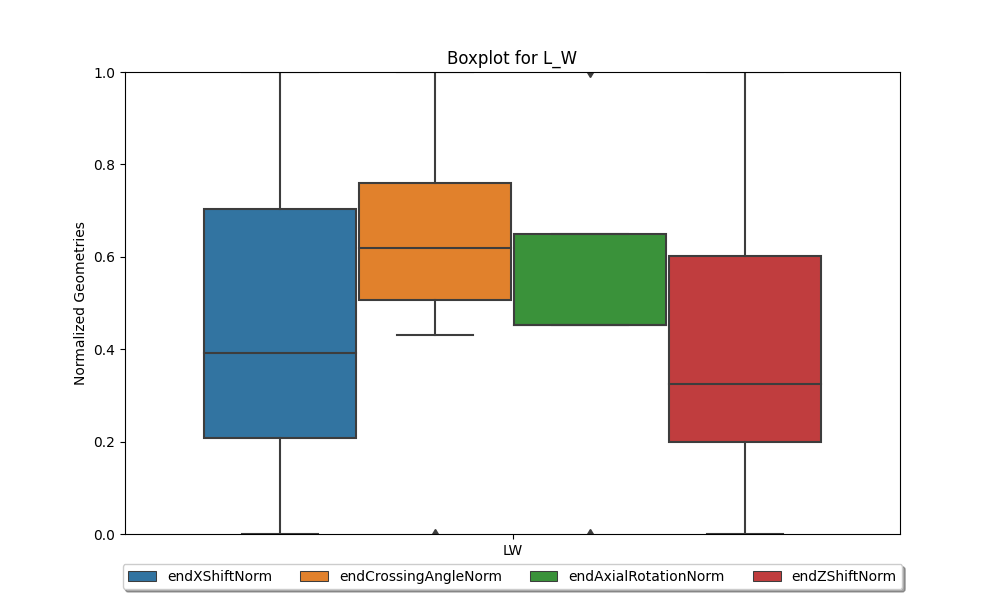 Boxplot for L_W
1.0
0.8
0.6
0.4
0.2
0.0
Normalized Geometries
LW
endXShiftNorm endCrossingAngleNorm endAxialRotationNorm endZShiftNorm